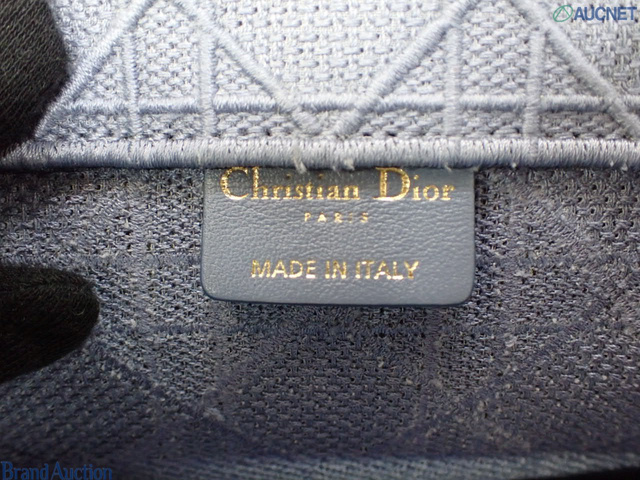 AUCNET
Christian Dior
PARIS
MADE IN ITALY
Brand Auction